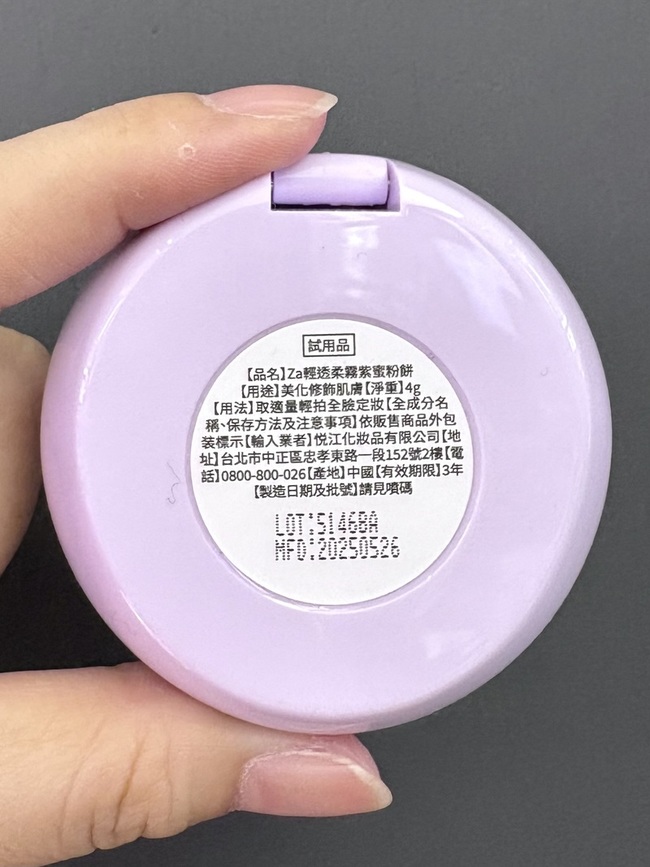 試用品
【品名】Za輕透柔霧紫蜜粉餅
【用途】美化修飾肌膚【淨重】4g
【用法】取適量輕拍全臉定妝【全成分名
稱、保存方法及注意事項】依販售商品外包
裝標示【輸入業者】悦江化妝品有限公司【地
址】台北市中正區忠孝東路一段152號2樓【電
話】0800-800-026【產地】中國【有效期限】3年
【製造日期及批號】請見噴碼
LOT:5146BA
MFD:20250526